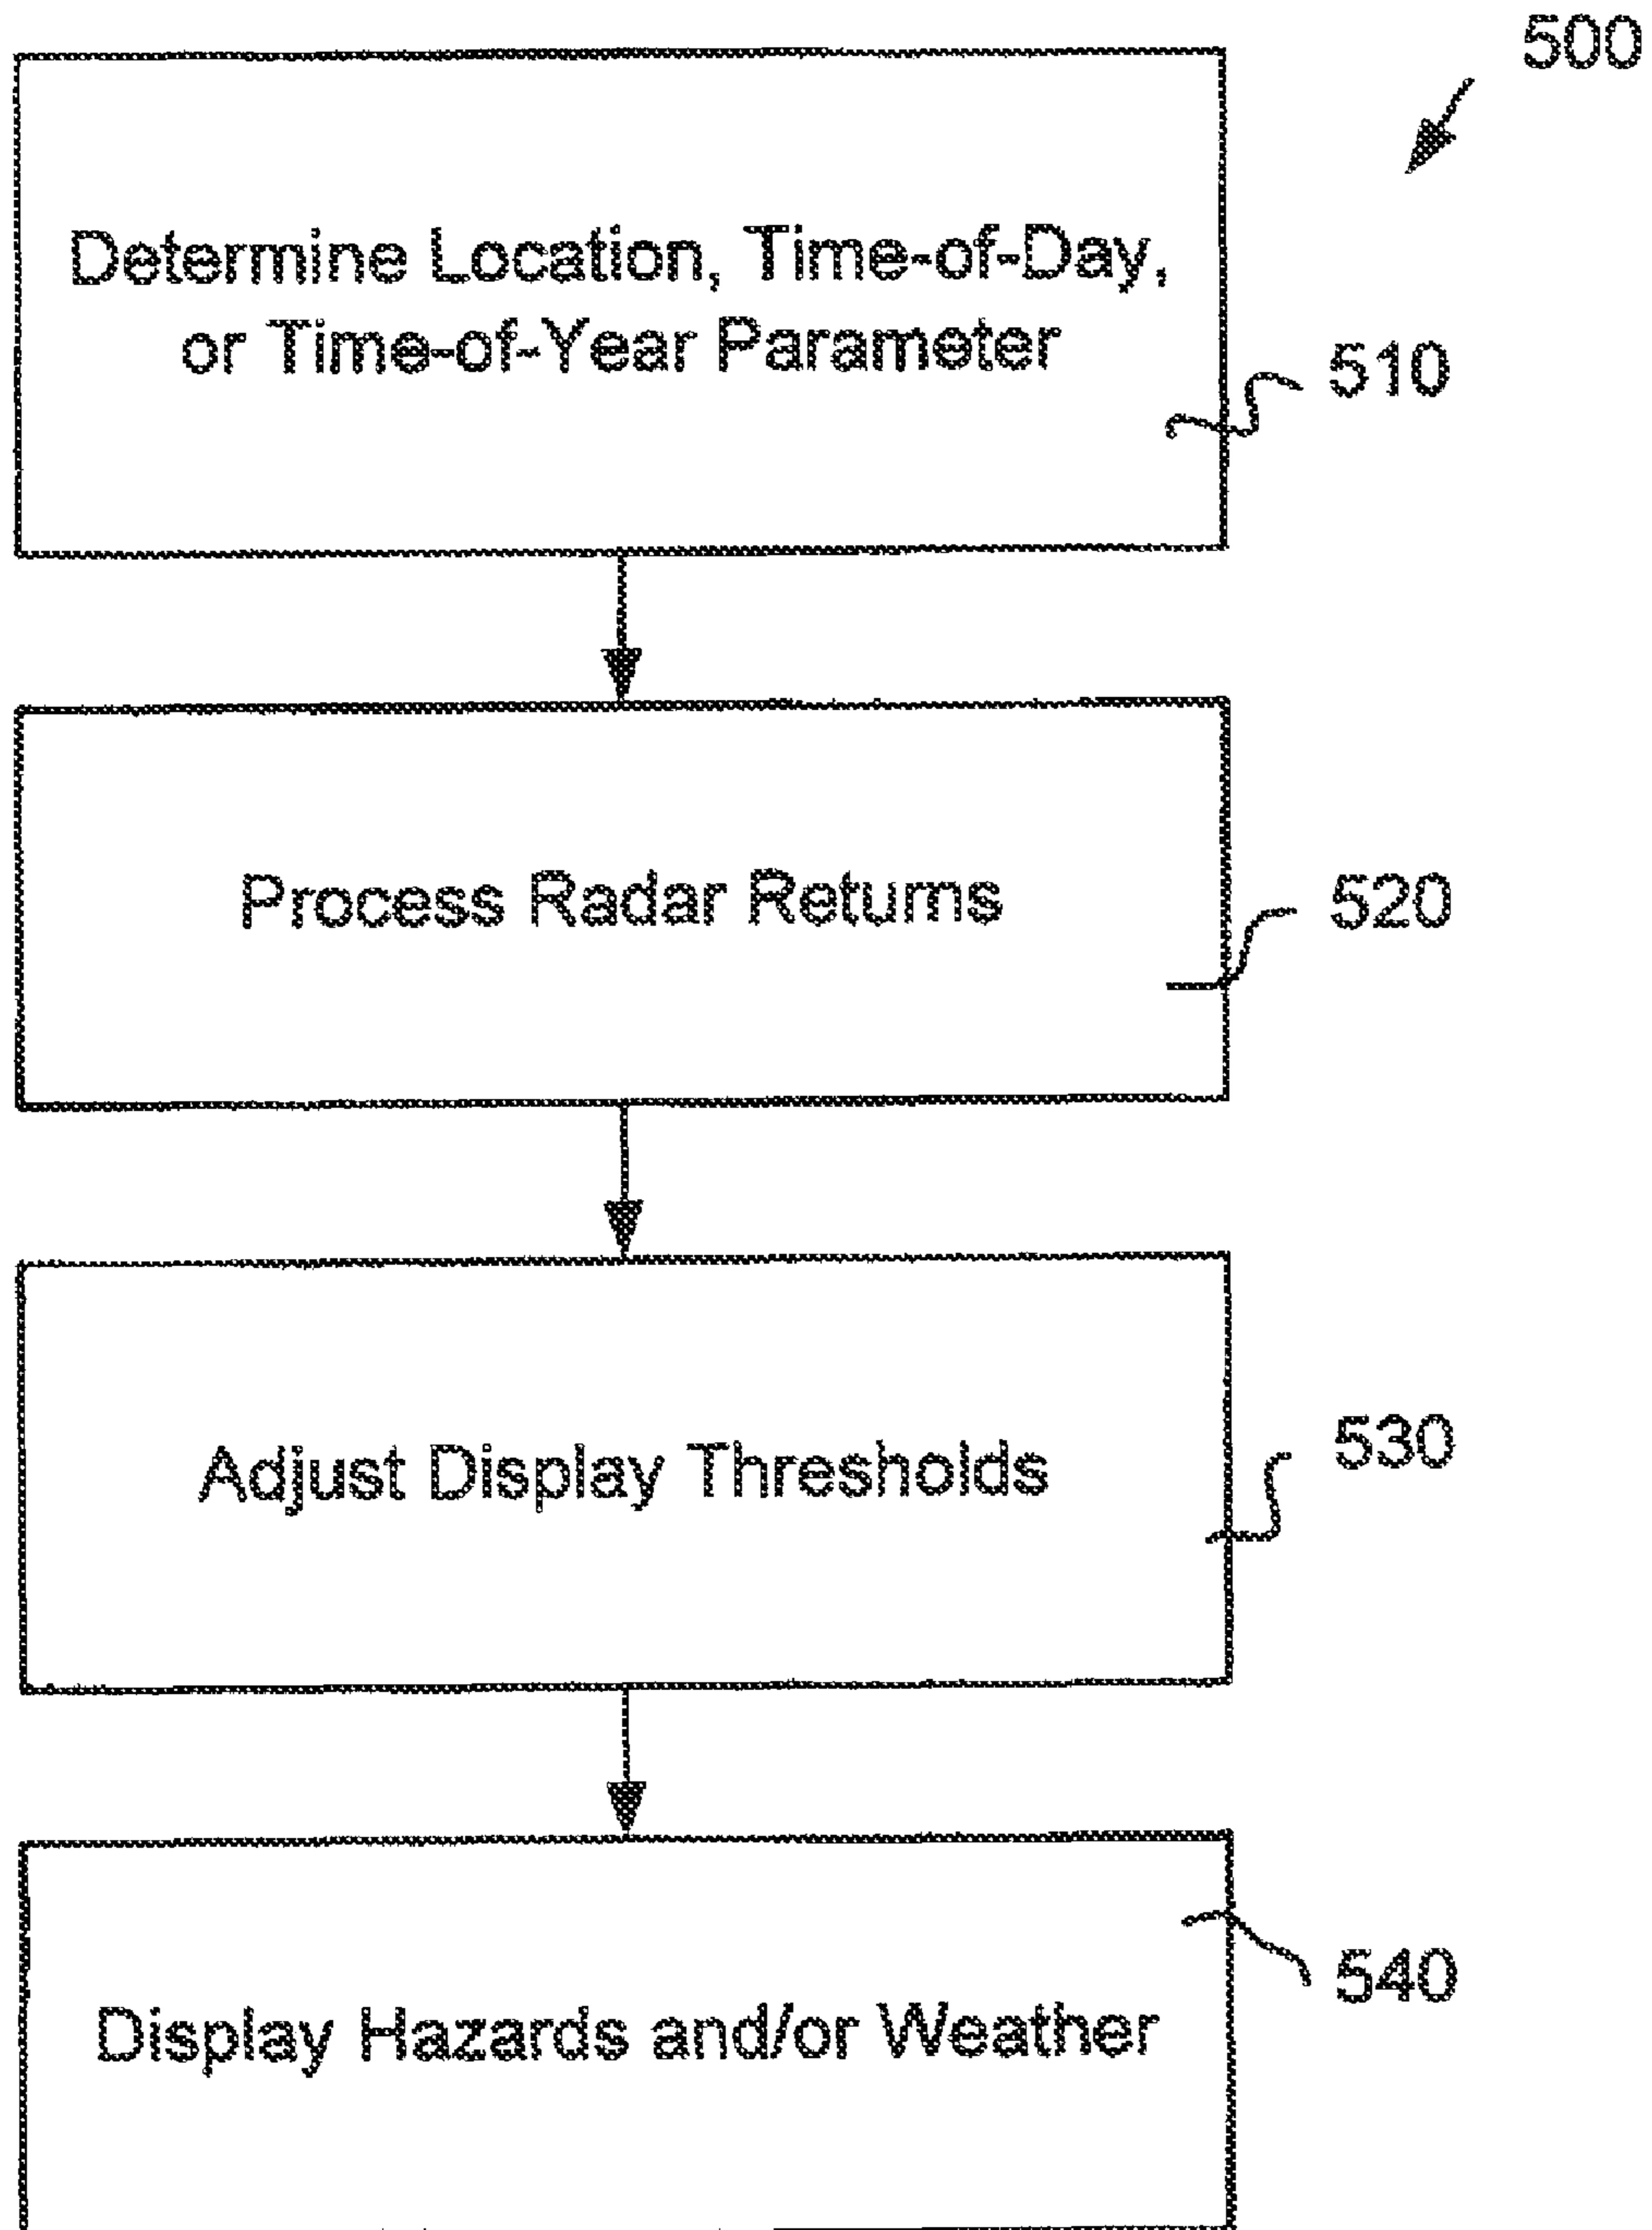 500
Determine Location, Time-of-Day,
or Time-of-Year Parameter
510
Process Radar Returns
520
Adjust Display Thresholds
530
Display Hazards and/or Weather
540